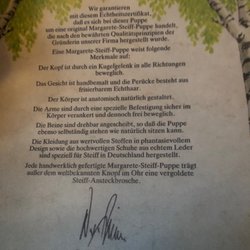 Wir garantieren
mit diesem Echtheitszertifikat,
daß es sich bei dieser Puppe
um eine original Margarete-Steiff-Puppe handelt,
die nach den bewährten Qualitätsprinzipien der
Gründerin unserer Firma hergestellt wurde.
Eine Margarete-Steiff-Puppe weist folgende
Merkmale auf:
Der Kopf ist durch ein Kugelgelenk in alle Richtungen
beweglich.
Das Gesicht ist handbemalt und die Perücke besteht aus
frisierbarem Echthaar.
Der Körper ist anatomisch natürlich gestaltet.
Die Arme sind durch eine spezielle Befestigung sicher im
Körper verankert und dennoch frei beweglich.
Die Beine sind drehbar angescheibt, so daß die Puppe
ebenso selbständig stehen wie natürlich sitzen kann.
Die Kleidung aus wertvollen Stoffen in phantasievollem
Design sowie die hochwertigen Schuhe aus echtem Leder
sind speziell für Steiff in Deutschland hergestellt.
Jede handwerklich gefertigte Margarete-Steiff-Puppe trägt
außer dem weltbekannten Knopf im Ohr eine vergoldete
Steiff-Ansteckbrosche.